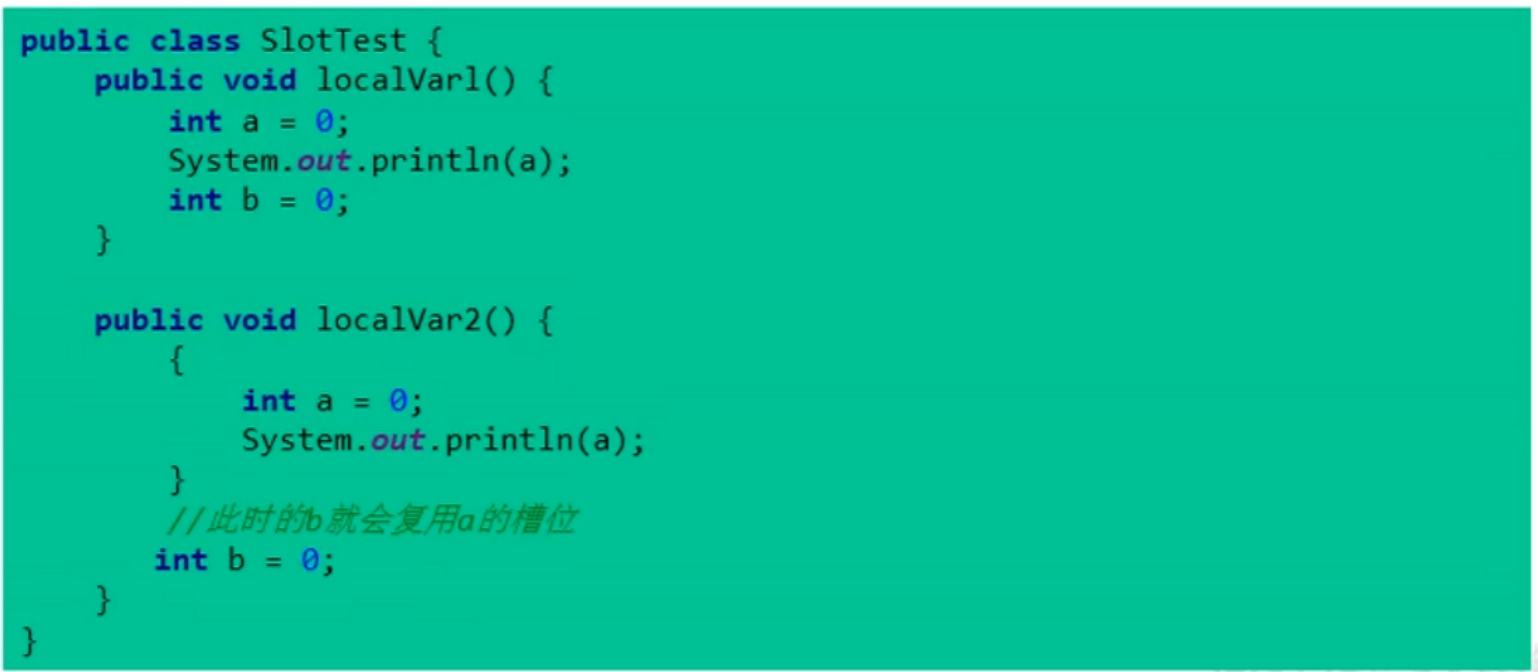 public class SlotTest {
public void localVarl() {
int a = 0;
System.out.println(a);
int b = 0;
}
public void localVar2() {
{
int a = 0;
System.out.println(a);
}
//此时的b就会复用a的槽位
int b = 0;
}
}